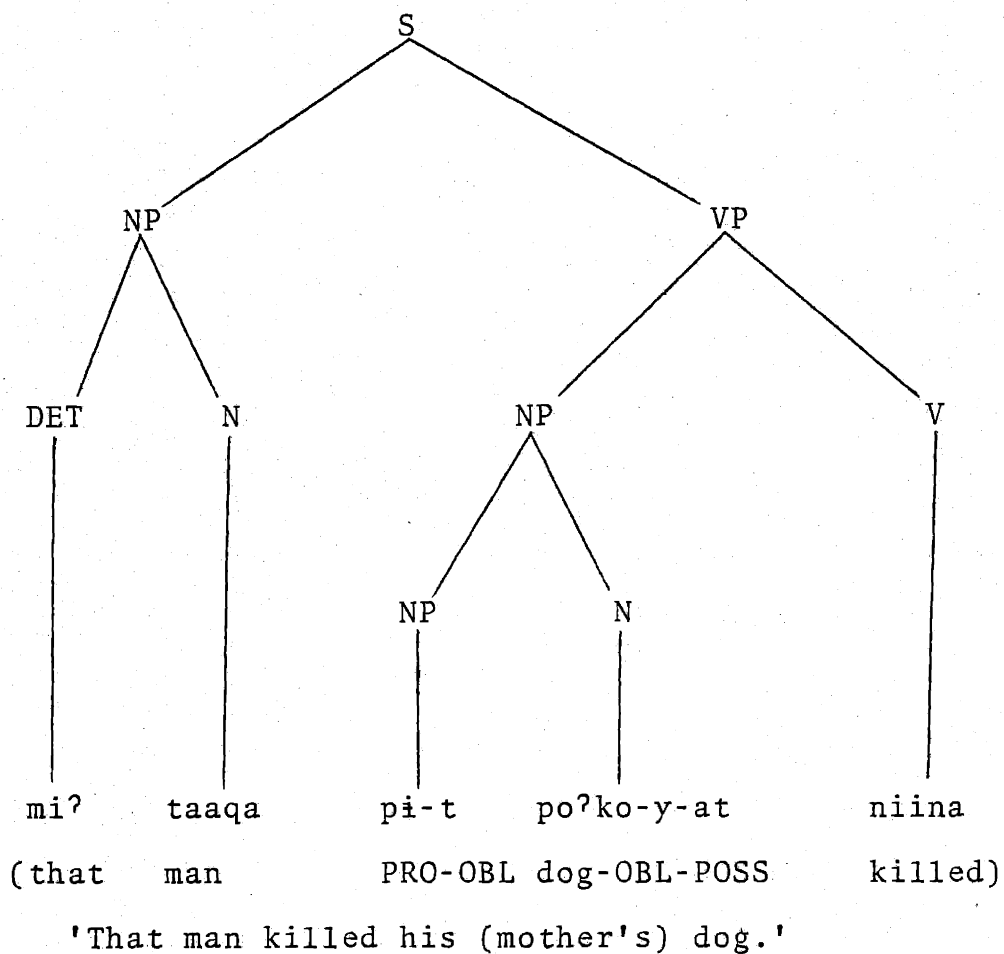 S
NP VP
DET N NP V
NP N
miʔ taaqa pɨ-t poʔko-y-at niina
(that man PRO-OBL dog-OBL-POSS killed)
'That man killed his (mother's) dog.'